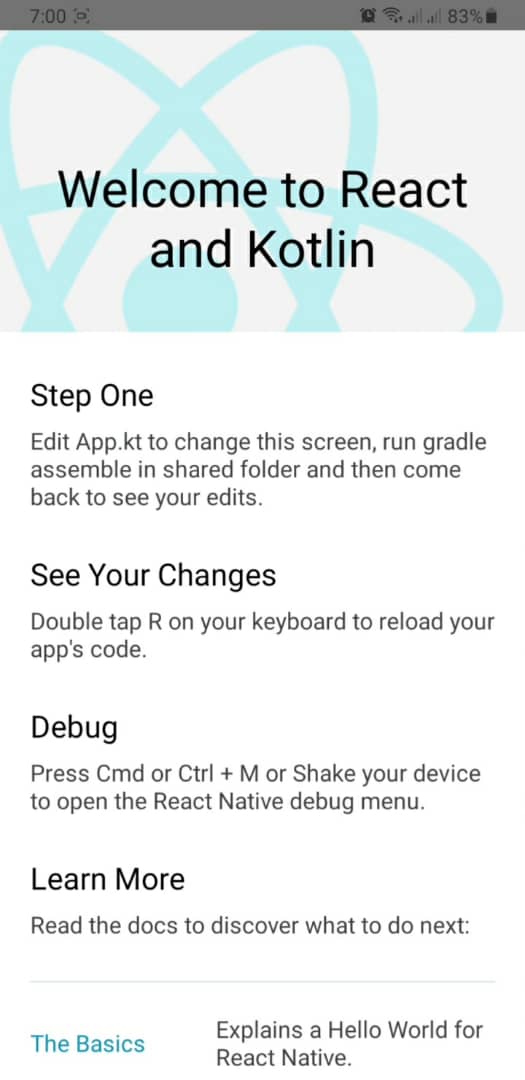 7:00 83%
Welcome to React
and Kotlin
Step One
Edit App.kt to change this screen, run gradle
assemble in shared folder and then come
back to see your edits.
See Your Changes
Double tap R on your keyboard to reload your
app's code.
Debug
Press Cmd or Ctrl + M or Shake your device
to open the React Native debug menu.
Learn More
Read the docs to discover what to do next:
The Basics
Explains a Hello World for
React Native.